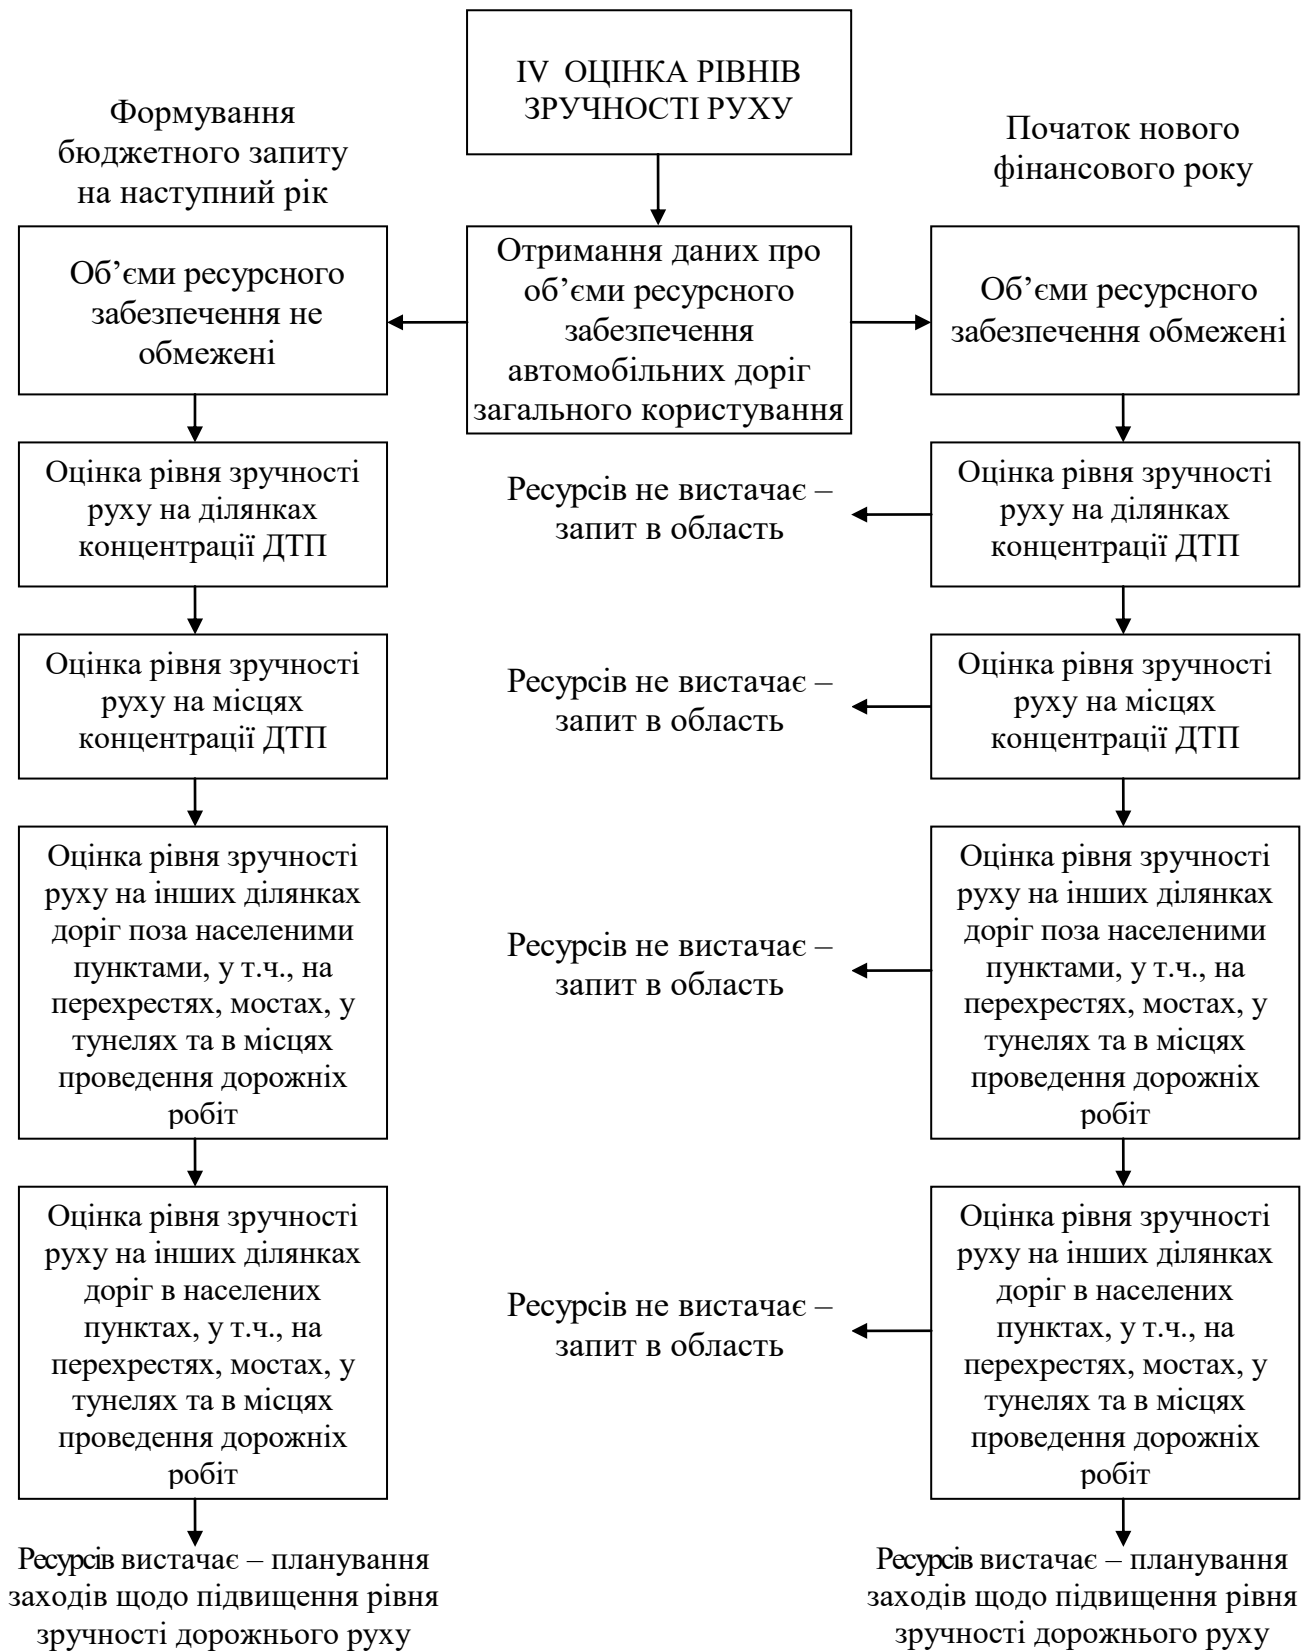 IV ОЦІНКА РІВНІВ
ЗРУЧНОСТІ РУХУ
Формування
бюджетного запиту
на наступний рік
Початок нового
фінансового року
Об’єми ресурсного
забезпечення не
обмежені
Отримання даних про
об’єми ресурсного
забезпечення
автомобільних доріг
загального користування
Об’єми ресурсного
забезпечення обмежені
Оцінка рівня зручності
руху на ділянках
концентрації ДТП
Ресурсів не вистачає –
запит в область
Оцінка рівня зручності
руху на ділянках
концентрації ДТП
Оцінка рівня зручності
руху на місцях
концентрації ДТП
Ресурсів не вистачає –
запит в область
Оцінка рівня зручності
руху на місцях
концентрації ДТП
Оцінка рівня зручності
руху на інших ділянках
доріг поза населеними
пунктами, у т.ч., на
перехрестях, мостах, у
тунелях та в місцях
проведення дорожніх
робіт
Ресурсів не вистачає –
запит в область
Оцінка рівня зручності
руху на інших ділянках
доріг поза населеними
пунктами, у т.ч., на
перехрестях, мостах, у
тунелях та в місцях
проведення дорожніх
робіт
Оцінка рівня зручності
руху на інших ділянках
доріг в населених
пунктах, у т.ч., на
перехрестях, мостах, у
тунелях та в місцях
проведення дорожніх
робіт
Ресурсів не вистачає –
запит в область
Оцінка рівня зручності
руху на інших ділянках
доріг в населених
пунктах, у т.ч., на
перехрестях, мостах, у
тунелях та в місцях
проведення дорожніх
робіт
Ресурсів вистачає – планування
заходів щодо підвищення рівня
зручності дорожнього руху
Ресурсів вистачає – планування
заходів щодо підвищення рівня
зручності дорожнього руху